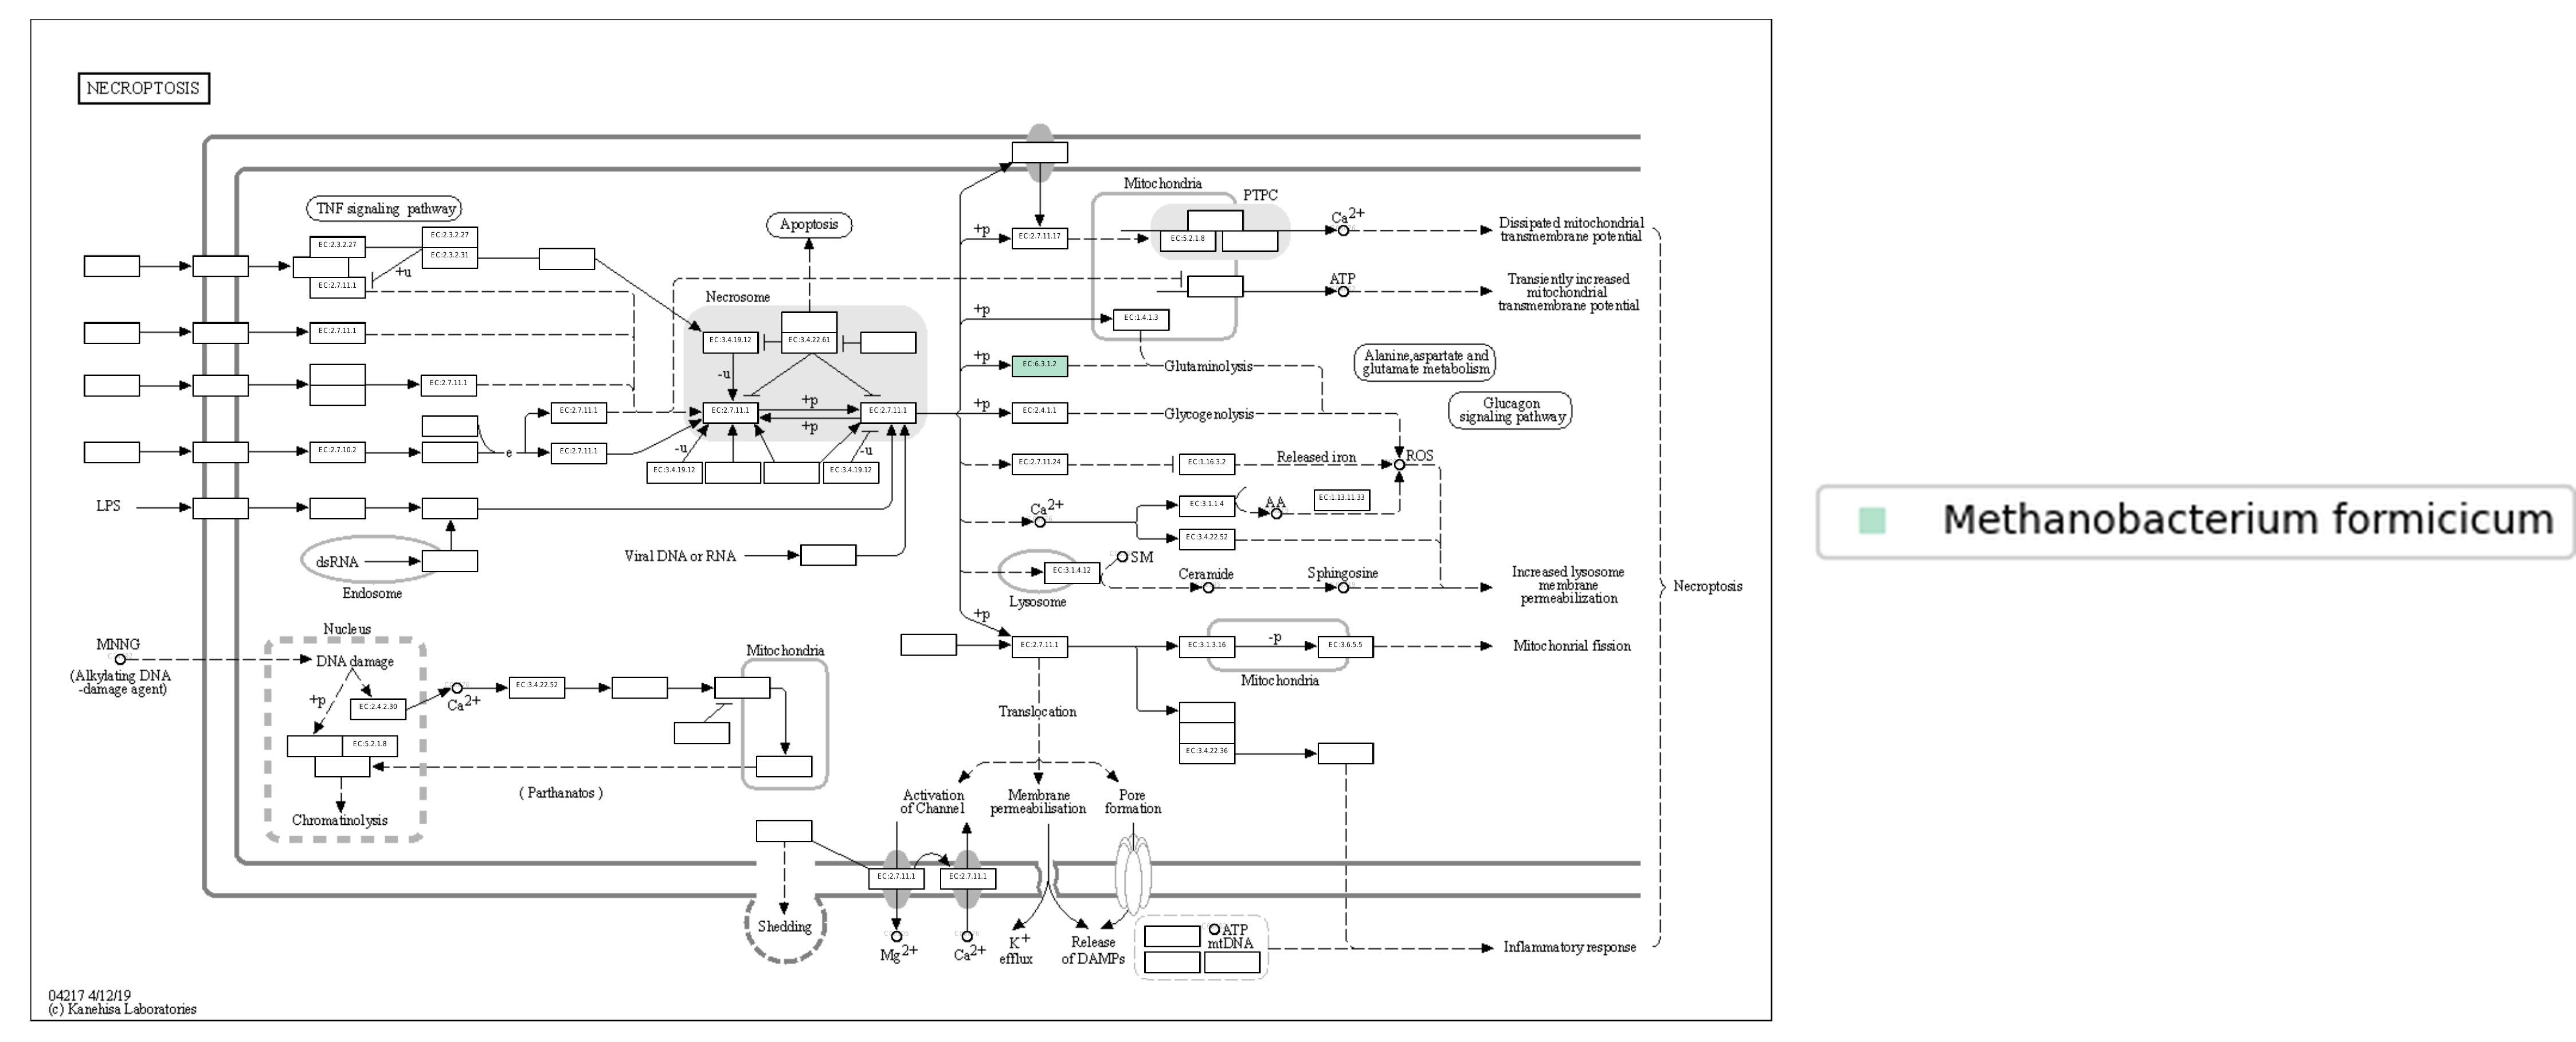 NECROPTOSIS
Mitochondria
PTPC
TNF signaling pathway
Apoptosis
Ca2+
Dissipated mitochondrial
transmembrane potential
EC:2.3.2.27
EC:2.3.2.27
EC:2.3.2.31
+u
EC:2.7.11.1
+p
EC:2.7.11.17
EC:5.2.1.8
ATP
Transiently increased
mitochondrial
transmembrane potential
Necrosome
+p
EC:1.4.1.3
EC:2.7.11.1
EC:3.4.19.12
EC:3.4.22.61
+p
EC:6.3.1.2
Glutaminolysis
Alanine,aspartate and
glutamate metabolism
-u
EC:2.7.11.1
EC:2.7.11.1
EC:2.7.11.1
+p
+p
EC:2.7.11.1
+p
EC:2.4.1.1
Glycogenolysis
Glucagon
signaling pathway
EC:2.7.10.2
e
EC:2.7.11.1
-u
-u
EC:3.4.19.12
EC:3.4.19.12
EC:2.7.11.24
EC:1.16.3.2
Released iron
ROS
LPS
Ca2+
EC:3.1.1.4
AA
EC:1.13.11.33
EC:3.4.22.52
dsRNA
Endosome
Viral DNA or RNA
SM
EC:3.1.4.12
Lysosome
Ceramide
Sphingosine
Increased lysosome
membrane
permeabilization
Necroptosis
Methanobacterium formicicum
MNNG
(Alkylating DNA
-damage agent)
Nucleus
DNA damage
+p
EC:2.4.2.30
Ca2+
EC:3.4.22.52
Mitochondria
+p
EC:2.7.11.1
EC:3.1.3.16
-p
EC:3.6.5.5
Mitochondria
Mitochonrial fission
EC:5.2.1.8
Chromatinolysis
( Parthanatos )
Translocation
EC:3.4.22.36
Activation
of Channel
Membrane
permeabilisation
Pore
formation
EC:2.7.11.1
EC:2.7.11.1
Shedding
Mg2+
Ca2+
K+
efflux
Release
of DAMPs
ATP
mtDNA
Inflammatory response
04217 4/12/19
(c) Kanehisa Laboratories